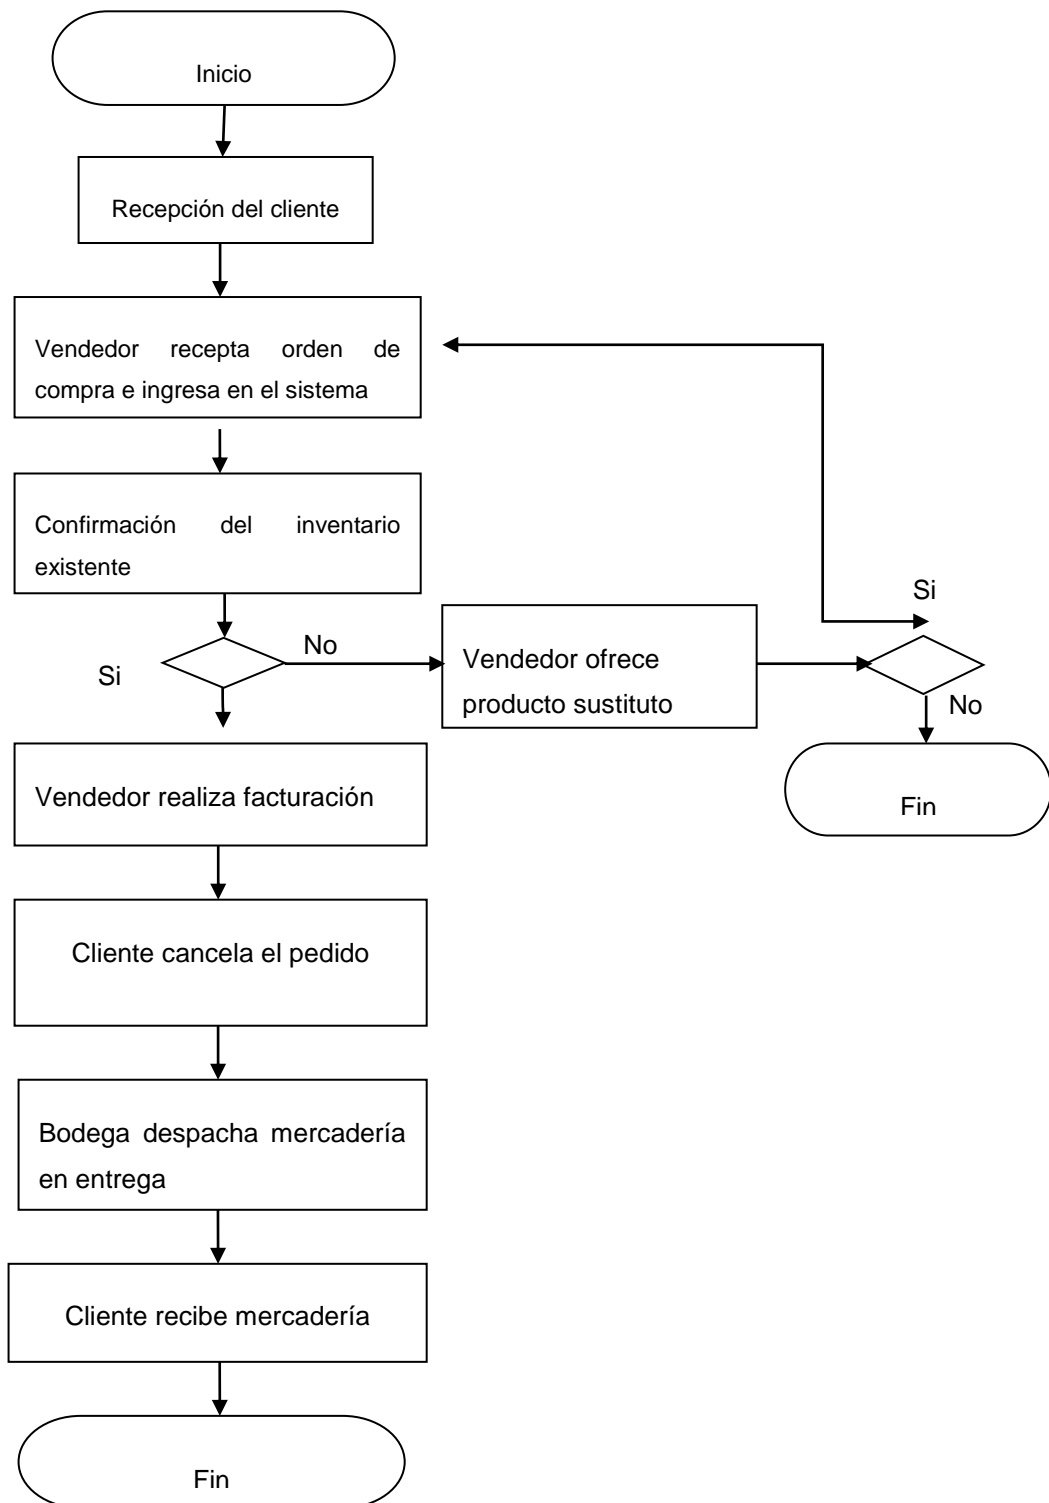 Inicio
Recepción del cliente
Vendedor recepta orden de
compra e ingresa en el sistema
Confirmación del inventario
existente
Si
No
Vendedor ofrece
producto sustituto
Si
No
Fin
Vendedor realiza facturación
Cliente cancela el pedido
Bodega despacha mercadería
en entrega
Cliente recibe mercadería
Fin